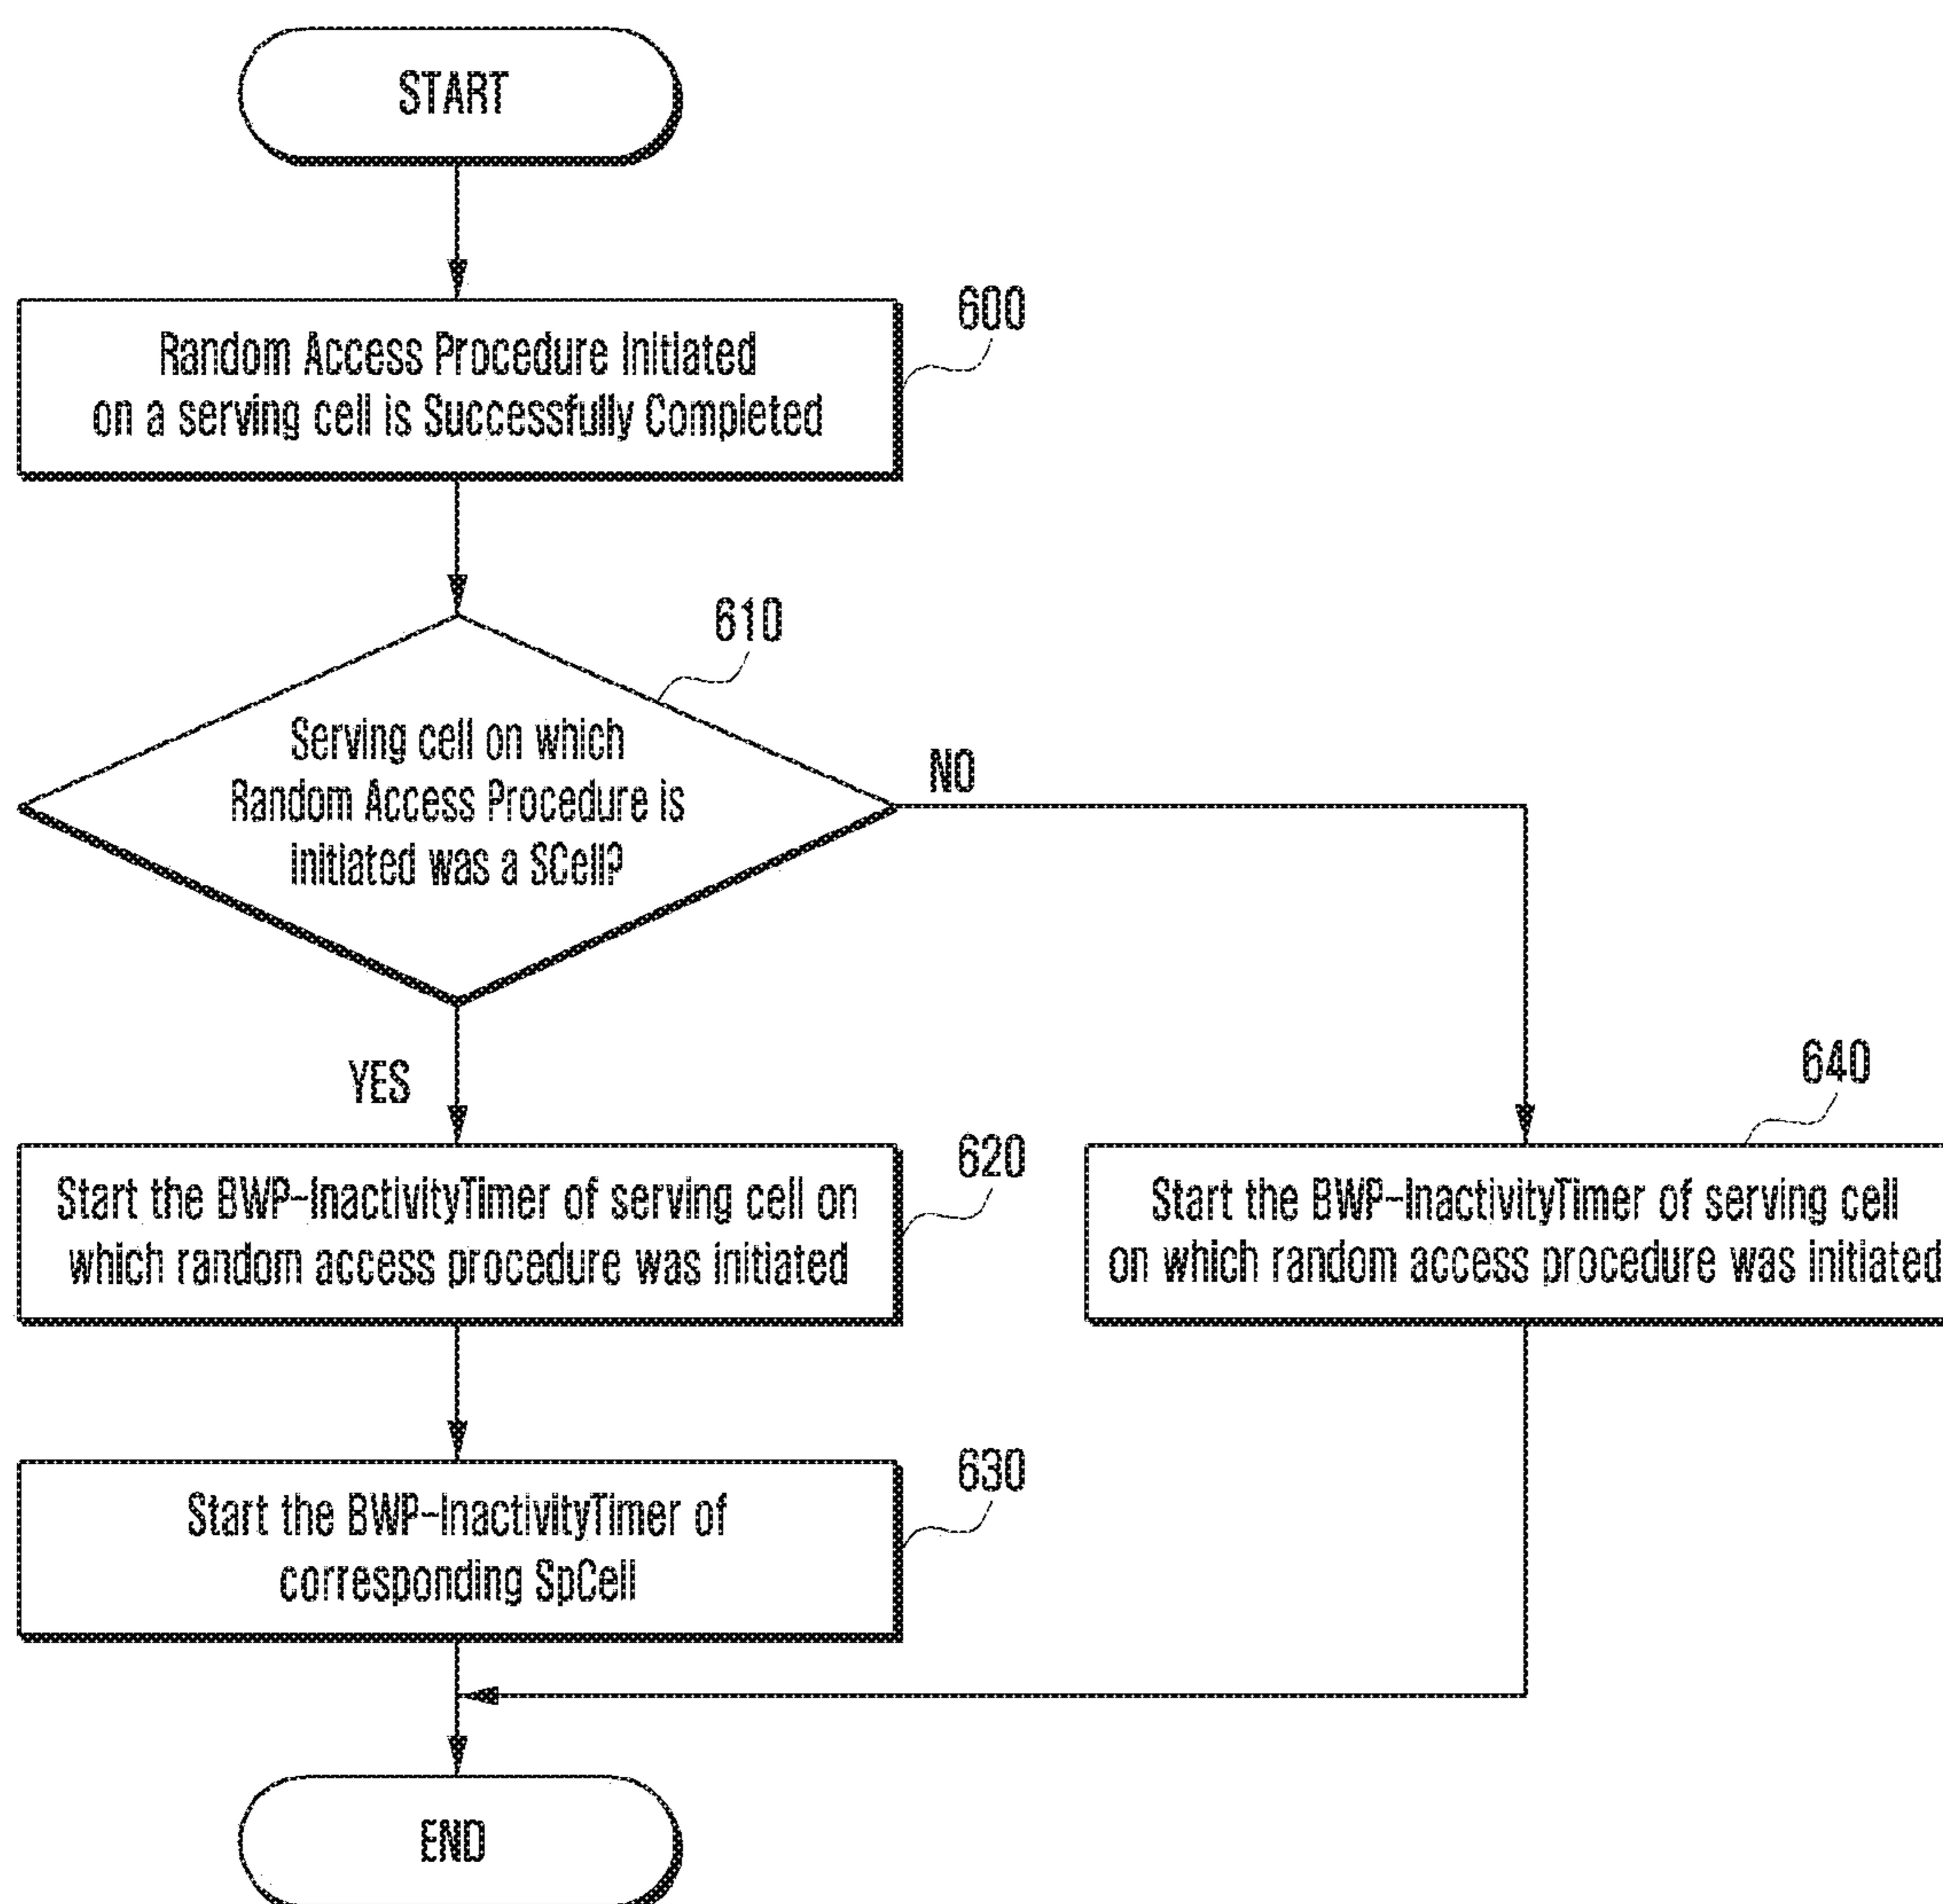 START
600
Random Access Procedure Initiated
on a serving cell is Successfully Completed
610
Serving cell on which
Random Access Procedure is
initiated was a SCell?
NO
YES
620
Start the BWP-InactivityTimer of serving cell on
which random access procedure was initiated
640
Start the BWP-InactivityTimer of serving cell
on which random access procedure was initiated
630
Start the BWP-InactivityTimer of
corresponding SpCell
END